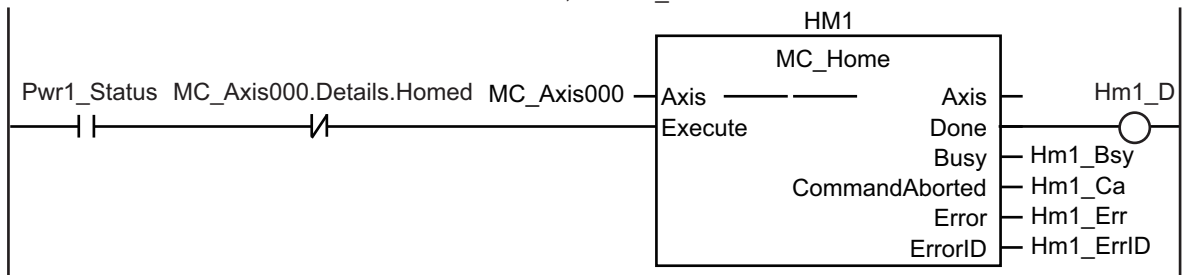 HM1
MC_Home
Pwr1_Status MC_Axis000.Details.Homed MC_Axis000 Axis Axis Hm1_D
Execute Done
Busy Hm1_Bsy
CommandAborted Hm1_Ca
Error Hm1_Err
ErrorID Hm1_ErrID